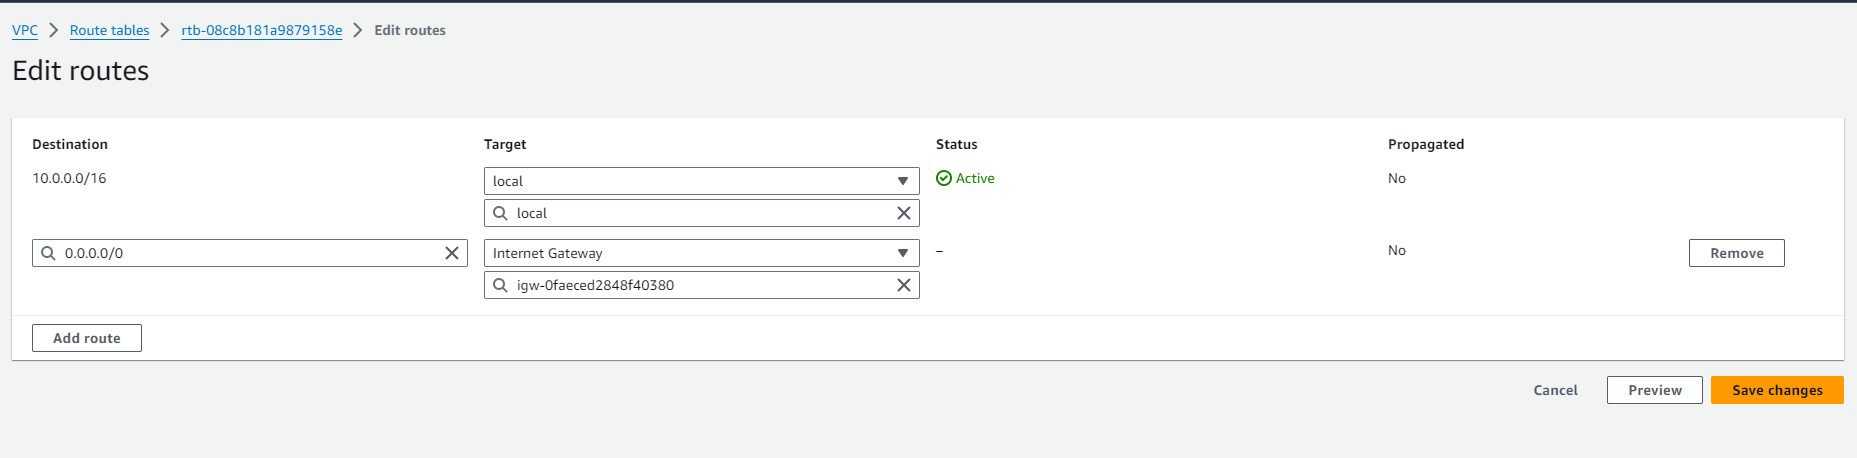 VPC > Route tables > rtb-08c8b181a9879158e > Edit routes
Edit routes
Destination Target Status Propagated
10.0.0.0/16 local Active No
local
0.0.0.0/0 Internet Gateway – No Remove
igw-0faeced2848f40380
Add route
Cancel Preview Save changes